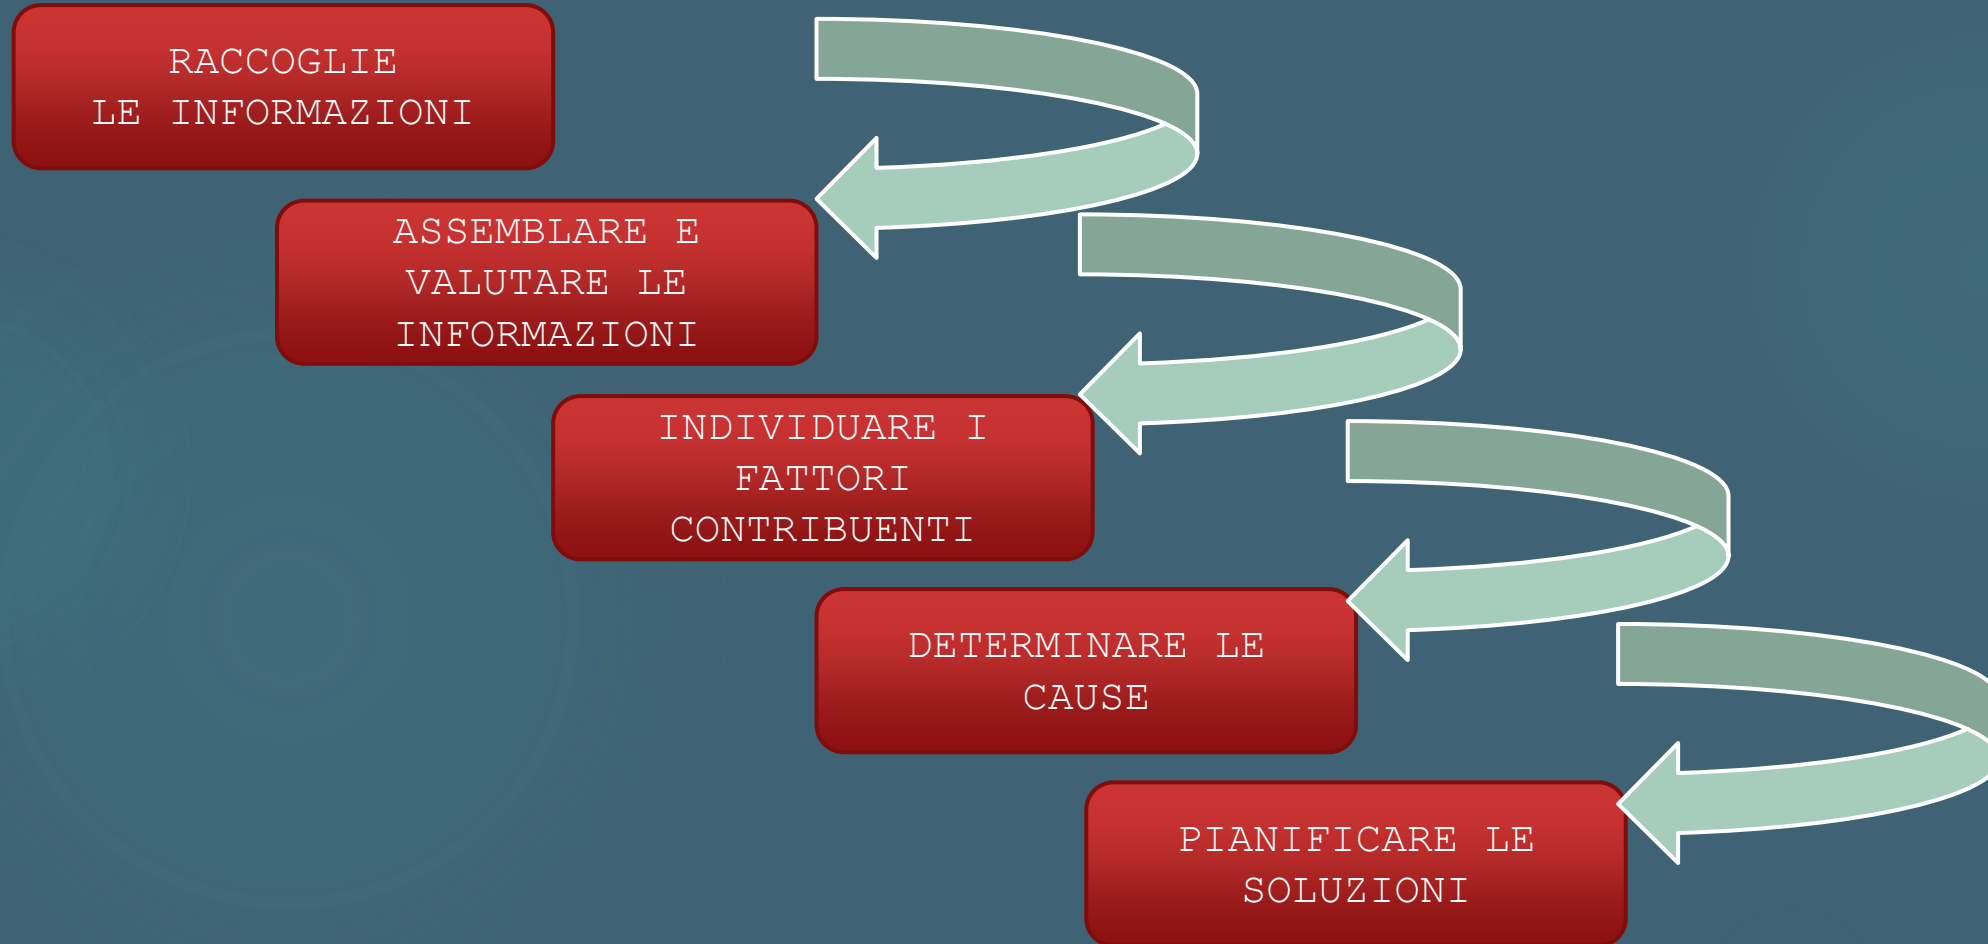 RACCOGLIE
LE INFORMAZIONI
ASSEMBLARE E
VALUTARE LE
INFORMAZIONI
INDIVIDUARE I
FATTORI
CONTRIBUENTI
DETERMINARE LE
CAUSE
PIANIFICARE LE
SOLUZIONI